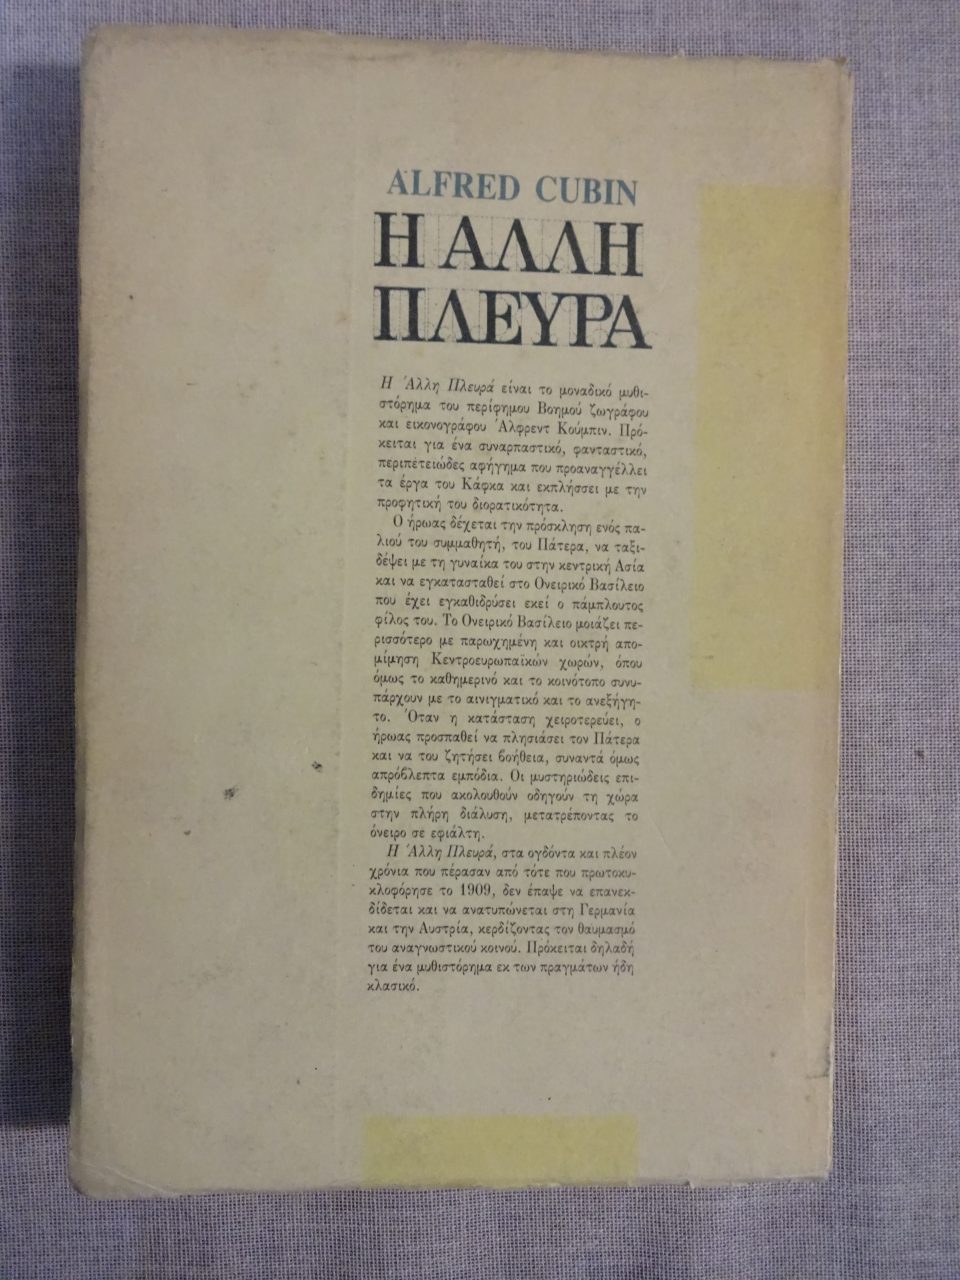 ALFRED CUBIN
Η ΑΛΛΗ
ΠΛΕΥΡΑ
Η Άλλη Πλευρά είναι το μοναδικό μυθι-
στόρημα του περίφημου Βοημού ζωγράφου
και εικονογράφου Άλφρεντ Κούμπιν. Πρό-
κειται για ένα συναρπαστικό, φανταστικό,
περιπετειώδες αφήγημα που προαναγγέλλει
τα έργα του Κάφκα και εκπλήσσει με την
προφητική του διορατικότητα.
Ο ήρωας δέχεται την πρόσκληση ενός πα-
λιού του συμμαθητή, του Πάτερα, να ταξι-
δέψει με τη γυναίκα του στην κεντρική Ασία
και να εγκατασταθεί στο Ονειρικό Βασίλειο
που έχει εγκαθιδρύσει εκεί ο πάμπλουτος
φίλος του. Το Ονειρικό Βασίλειο μοιάζει πε-
ρισσότερο με παρωχημένη και οικτρή απο-
μίμηση Κεντροευρωπαϊκών χωρών, όπου
όμως το καθημερινό και το κοινότοπο συνυ-
πάρχουν με το αινιγματικό και το ανεξήγη-
το. Όταν η κατάσταση χειροτερεύει, ο
ήρωας προσπαθεί να πλησιάσει τον Πάτερα
και να του ζητήσει βοήθεια, συναντά όμως
απρόβλεπτα εμπόδια. Οι μυστηριώδεις επι-
δημίες που ακολουθούν οδηγούν τη χώρα
στην πλήρη διάλυση, μετατρέποντας το
όνειρο σε εφιάλτη.
Η Άλλη Πλευρά, στα ογδόντα και πλέον
χρόνια που πέρασαν από τότε που πρωτοκυ-
κλοφόρησε το 1909, δεν έπαψε να επανεκ-
δίδεται και να ανατυπώνεται στη Γερμανία
και την Αυστρία, κερδίζοντας τον θαυμασμό
του αναγνωστικού κοινού. Πρόκειται δηλαδή
για ένα μυθιστόρημα εκ των πραγμάτων ήδη
κλασικό.